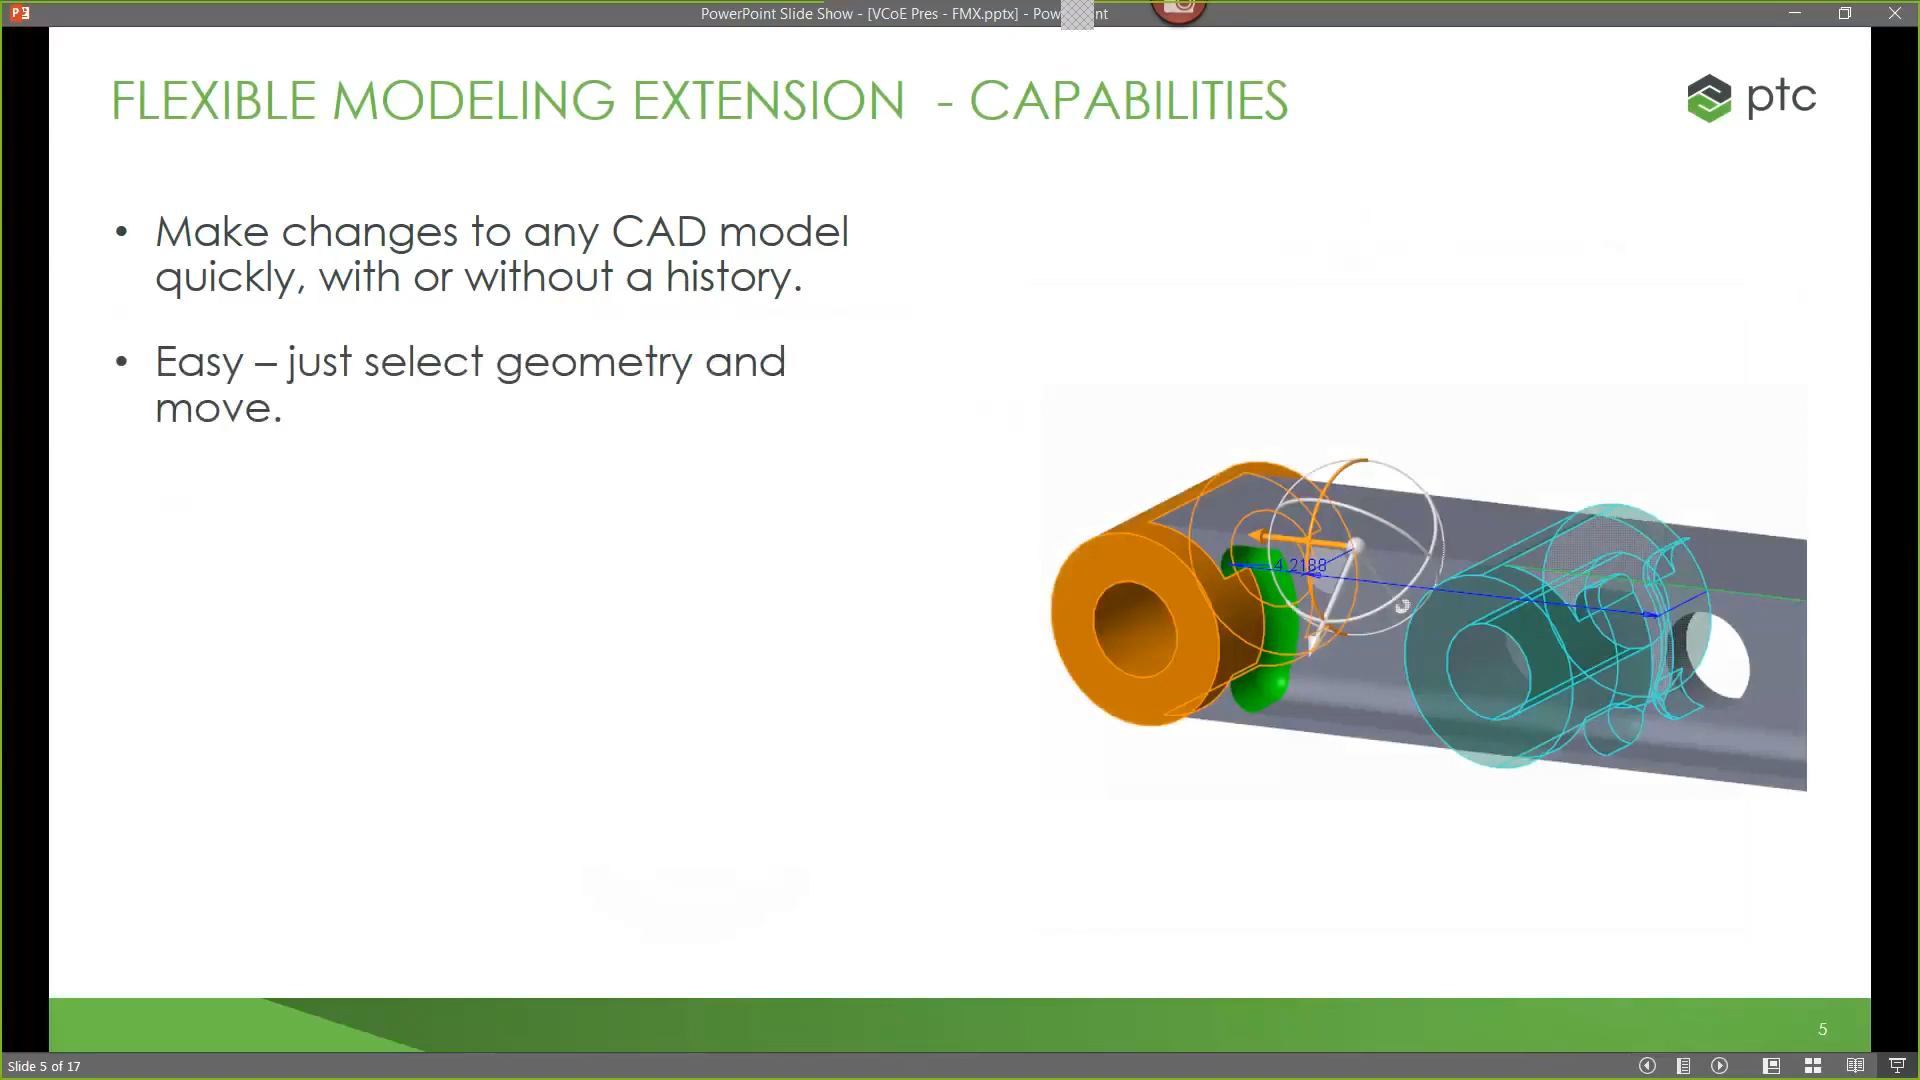 PowerPoint Slide Show - [VCoE Pres - FMX.pptx] - Pow nt
FLEXIBLE MODELING EXTENSION - CAPABILITIES
ptc
• Make changes to any CAD model
quickly, with or without a history.
• Easy – just select geometry and
move.
4.2188
5
Slide 5 of 17